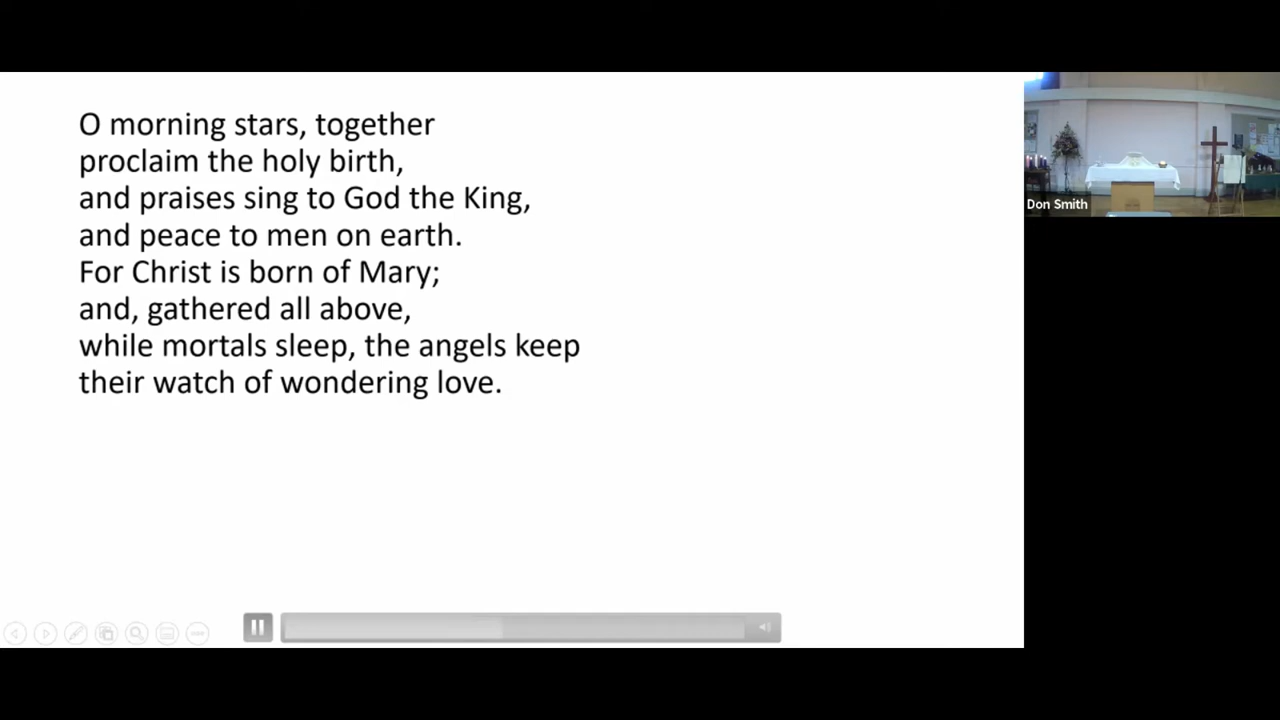 O morning stars, together
proclaim the holy birth,
and praises sing to God the King,
and peace to men on earth.
For Christ is born of Mary;
and, gathered all above,
while mortals sleep, the angels keep
their watch of wondering love.
Don Smith